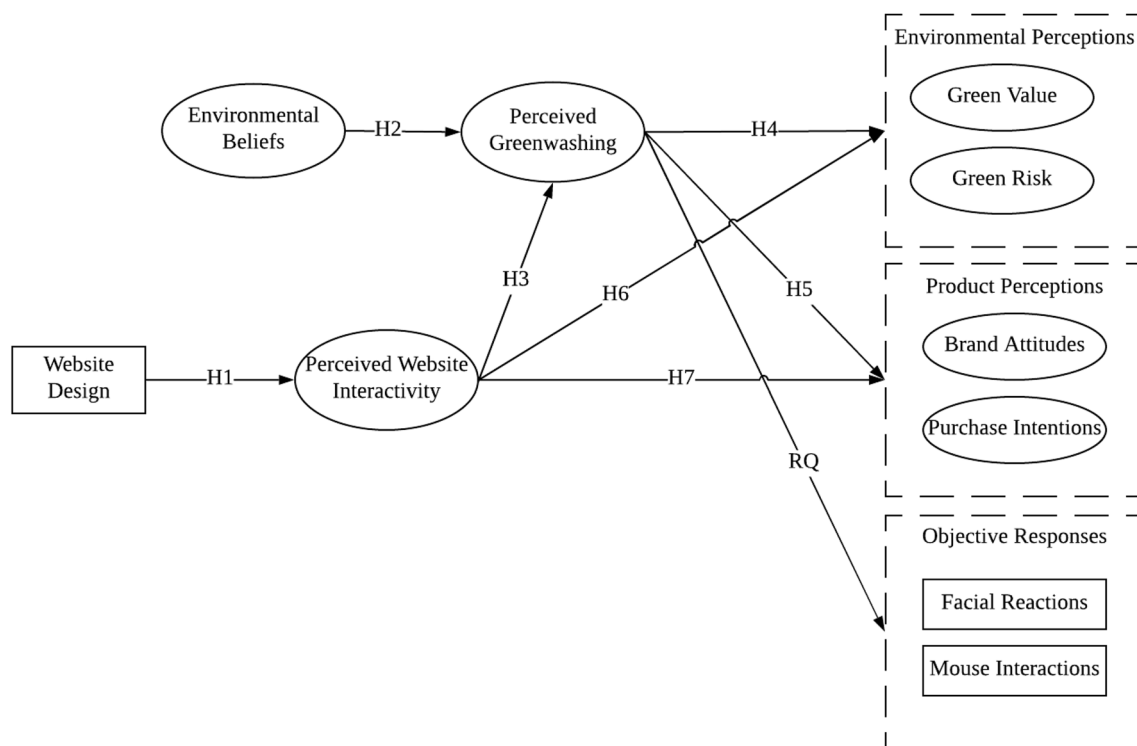 Environmental Perceptions
Green Value
Green Risk
Environmental
Beliefs
H2
Perceived
Greenwashing
H4
H3
H6
H5
Product Perceptions
Brand Attitudes
Purchase Intentions
Website
Design
H1
Perceived Website
Interactivity
H7
RQ
Objective Responses
Facial Reactions
Mouse Interactions